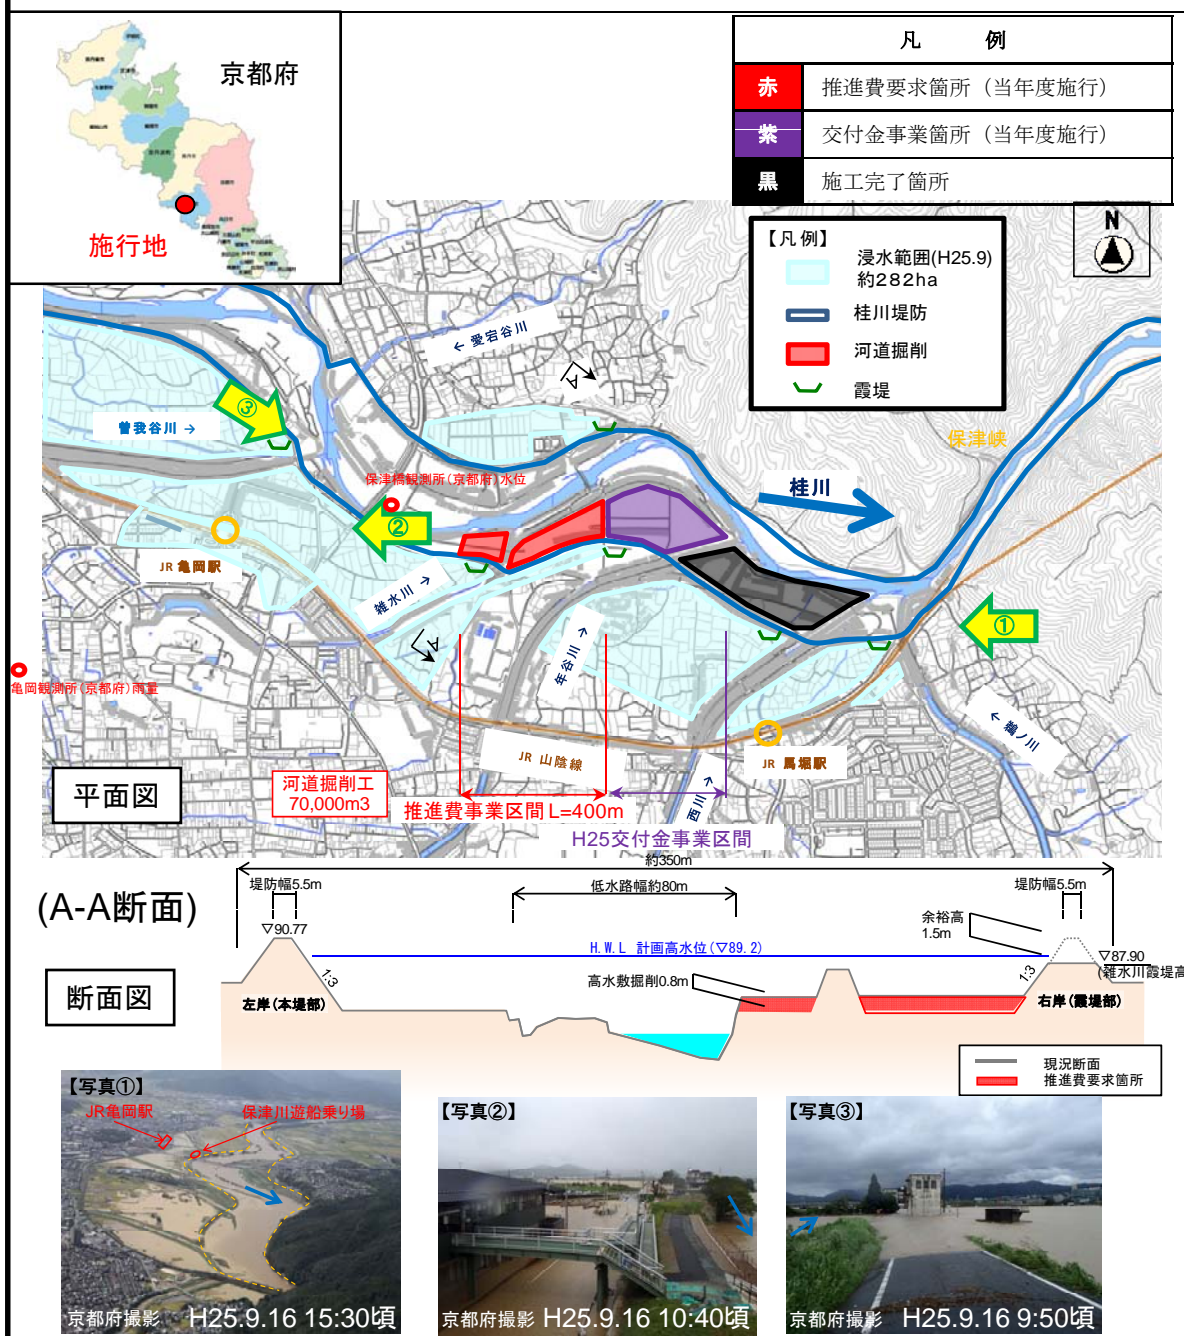 京都府
施行地
凡 例
赤 推進費要求箇所（当年度施行）
紫 交付金事業箇所（当年度施行）
黒 施工完了箇所
N
【凡例】
浸水範囲(H25.9)
約282ha
桂川堤防
河道掘削
霞堤
← 愛宕谷川
A
③
曽我谷川 →
保津峡
保津橋観測所(京都府)水位
桂川
②
JR 亀岡駅
雑水川 →
①
A
年谷川 →
亀岡観測所(京都府)雨量
← 鵜ノ川
JR 山陰線
JR 馬堀駅
西川 →
平面図
河道掘削工
70,000m3
推進費事業区間 L=400m
H25交付金事業区間
約350m
(A-A断面)
堤防幅5.5m
低水路幅約80m
堤防幅5.5m
▽90.77
余裕高
1.5m
H.W.L 計画高水位(▽89.2)
▽87.90
(雑水川霞堤高
1:3
高水敷掘削0.8m
1:3
断面図
左岸(本堤部)
右岸(霞堤部)
現況断面
推進費要求箇所
【写真①】
JR亀岡駅
保津川遊船乗り場
京都府撮影 H25.9.16 15:30頃
【写真②】
京都府撮影 H25.9.16 10:40頃
【写真③】
京都府撮影 H25.9.16 9:50頃